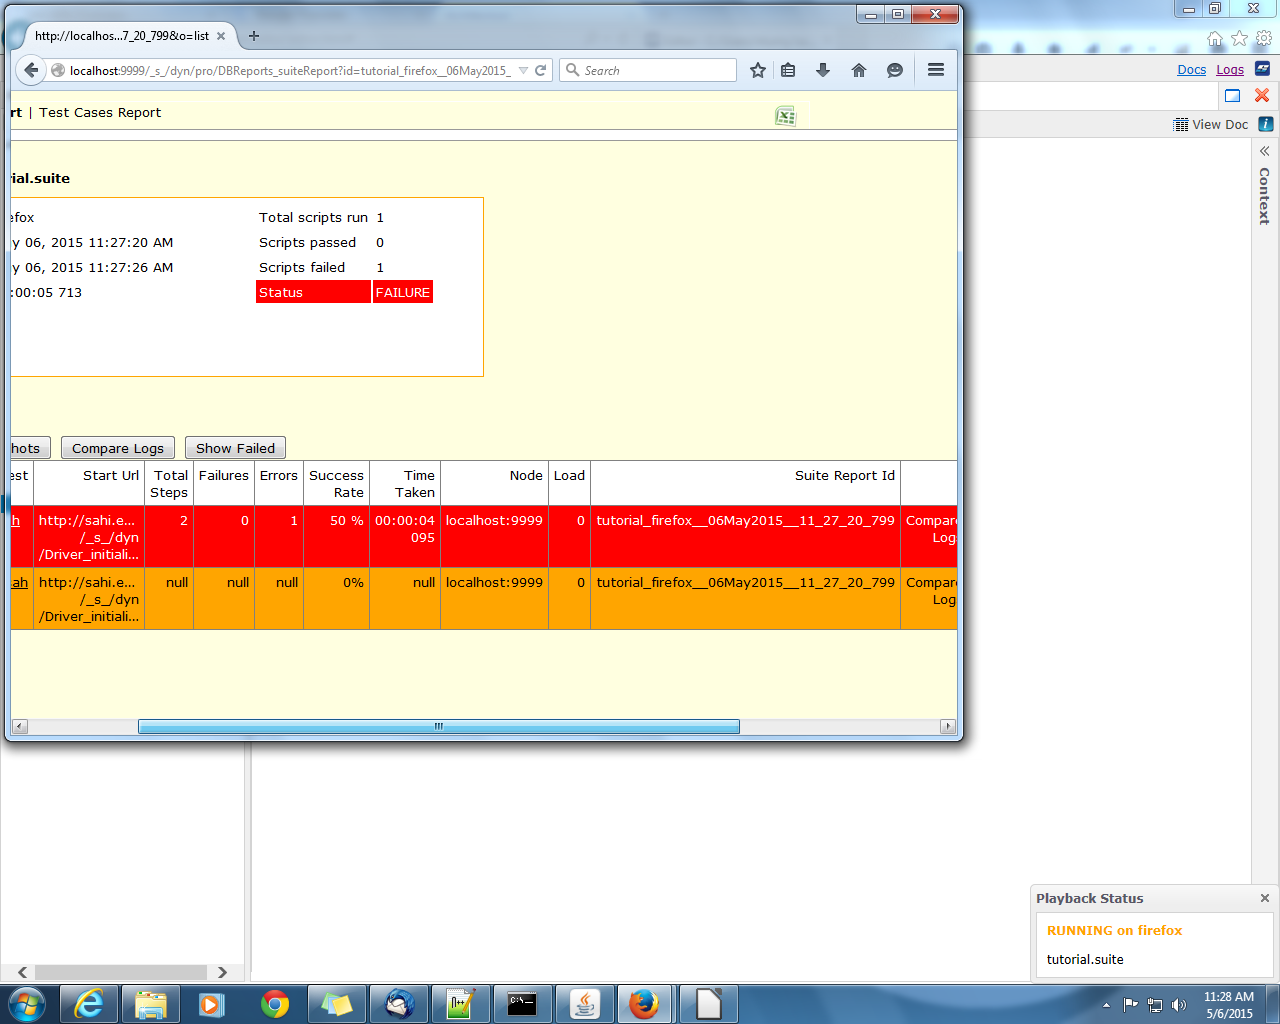 http://localhos...7_20_799&o=list
localhost:9999/_s_/dyn/pro/DBReports_suiteReport?id=tutorial_firefox__06May2015_
Search
Docs Logs
rt | Test Cases Report
View Doc
Context
ial.suite
efox Total scripts run 1
y 06, 2015 11:27:20 AM Scripts passed 0
y 06, 2015 11:27:26 AM Scripts failed 1
:00:05 713 Status FAILURE
hots Compare Logs Show Failed
est Start Url Total Steps Failures Errors Success Rate Time Taken Node Load Suite Report Id
h http://sahi.e... 2 0 1 50 % 00:00:04 localhost:9999 0 tutorial_firefox__06May2015__11_27_20_799 Compare
/_s_/dyn 095 Log
/Driver_initiali...
ah http://sahi.e... null null null 0% null localhost:9999 0 tutorial_firefox__06May2015__11_27_20_799 Compare
/_s_/dyn Log
/Driver_initiali...
Playback Status
RUNNING on firefox
tutorial.suite
11:28 AM
5/6/2015